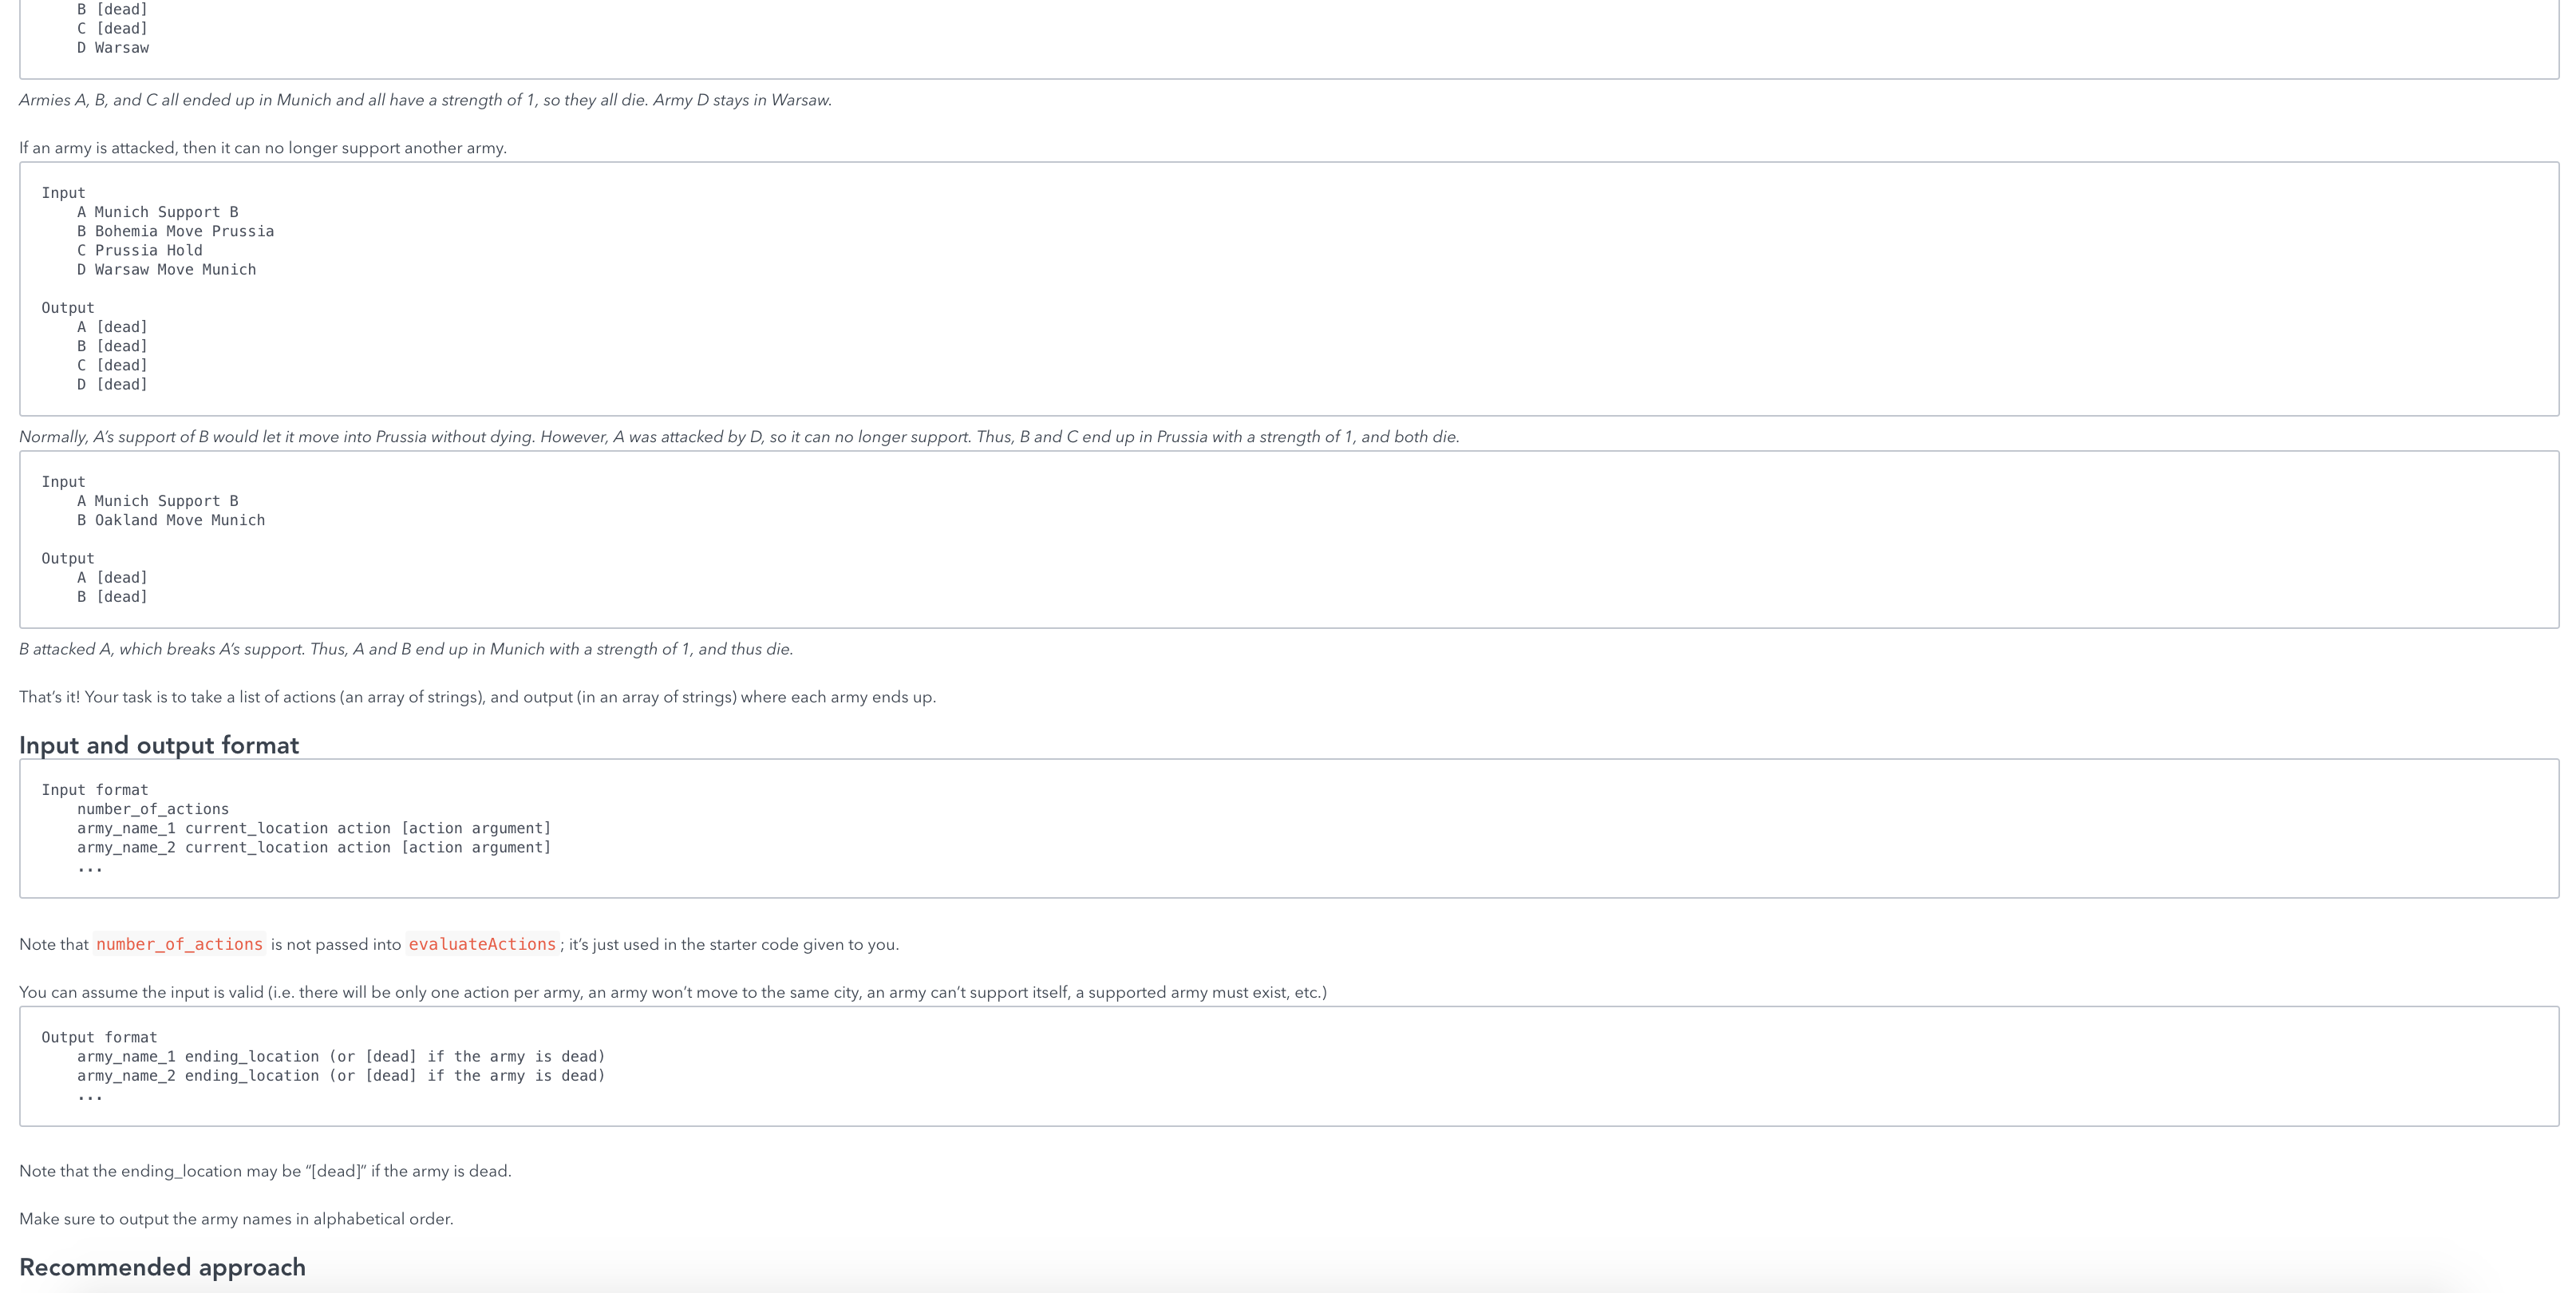 B [dead]
C [dead]
D Warsaw
Armies A, B, and C all ended up in Munich and all have a strength of 1, so they all die. Army D stays in Warsaw.
If an army is attacked, then it can no longer support another army.
Input
A Munich Support B
B Bohemia Move Prussia
C Prussia Hold
D Warsaw Move Munich
Output
A [dead]
B [dead]
C [dead]
D [dead]
Normally, A’s support of B would let it move into Prussia without dying. However, A was attacked by D, so it can no longer support. Thus, B and C end up in Prussia with a strength of 1, and both die.
Input
A Munich Support B
B Oakland Move Munich
Output
A [dead]
B [dead]
B attacked A, which breaks A’s support. Thus, A and B end up in Munich with a strength of 1, and thus die.
That’s it! Your task is to take a list of actions (an array of strings), and output (in an array of strings) where each army ends up.
Input and output format
Input format
number_of_actions
army_name_1 current_location action [action argument]
army_name_2 current_location action [action argument]
...
Note that number_of_actions is not passed into evaluateActions; it’s just used in the starter code given to you.
You can assume the input is valid (i.e. there will be only one action per army, an army won’t move to the same city, an army can’t support itself, a supported army must exist, etc.)
Output format
army_name_1 ending_location (or [dead] if the army is dead)
army_name_2 ending_location (or [dead] if the army is dead)
...
Note that the ending_location may be “[dead]” if the army is dead.
Make sure to output the army names in alphabetical order.
Recommended approach